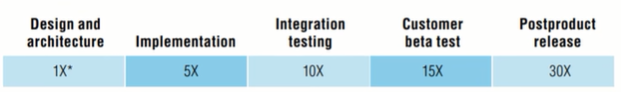 Design and architecture
Implementation
Integration testing
Customer beta test
Postproduct release
1X* 5X 10X 15X 30X